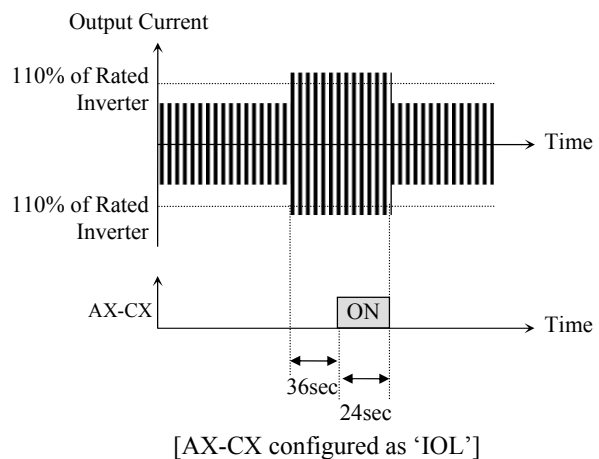 Output Current
110% of Rated
Inverter
Time
110% of Rated
Inverter
AX-CX
ON
Time
36sec
24sec
[AX-CX configured as ‘IOL’]